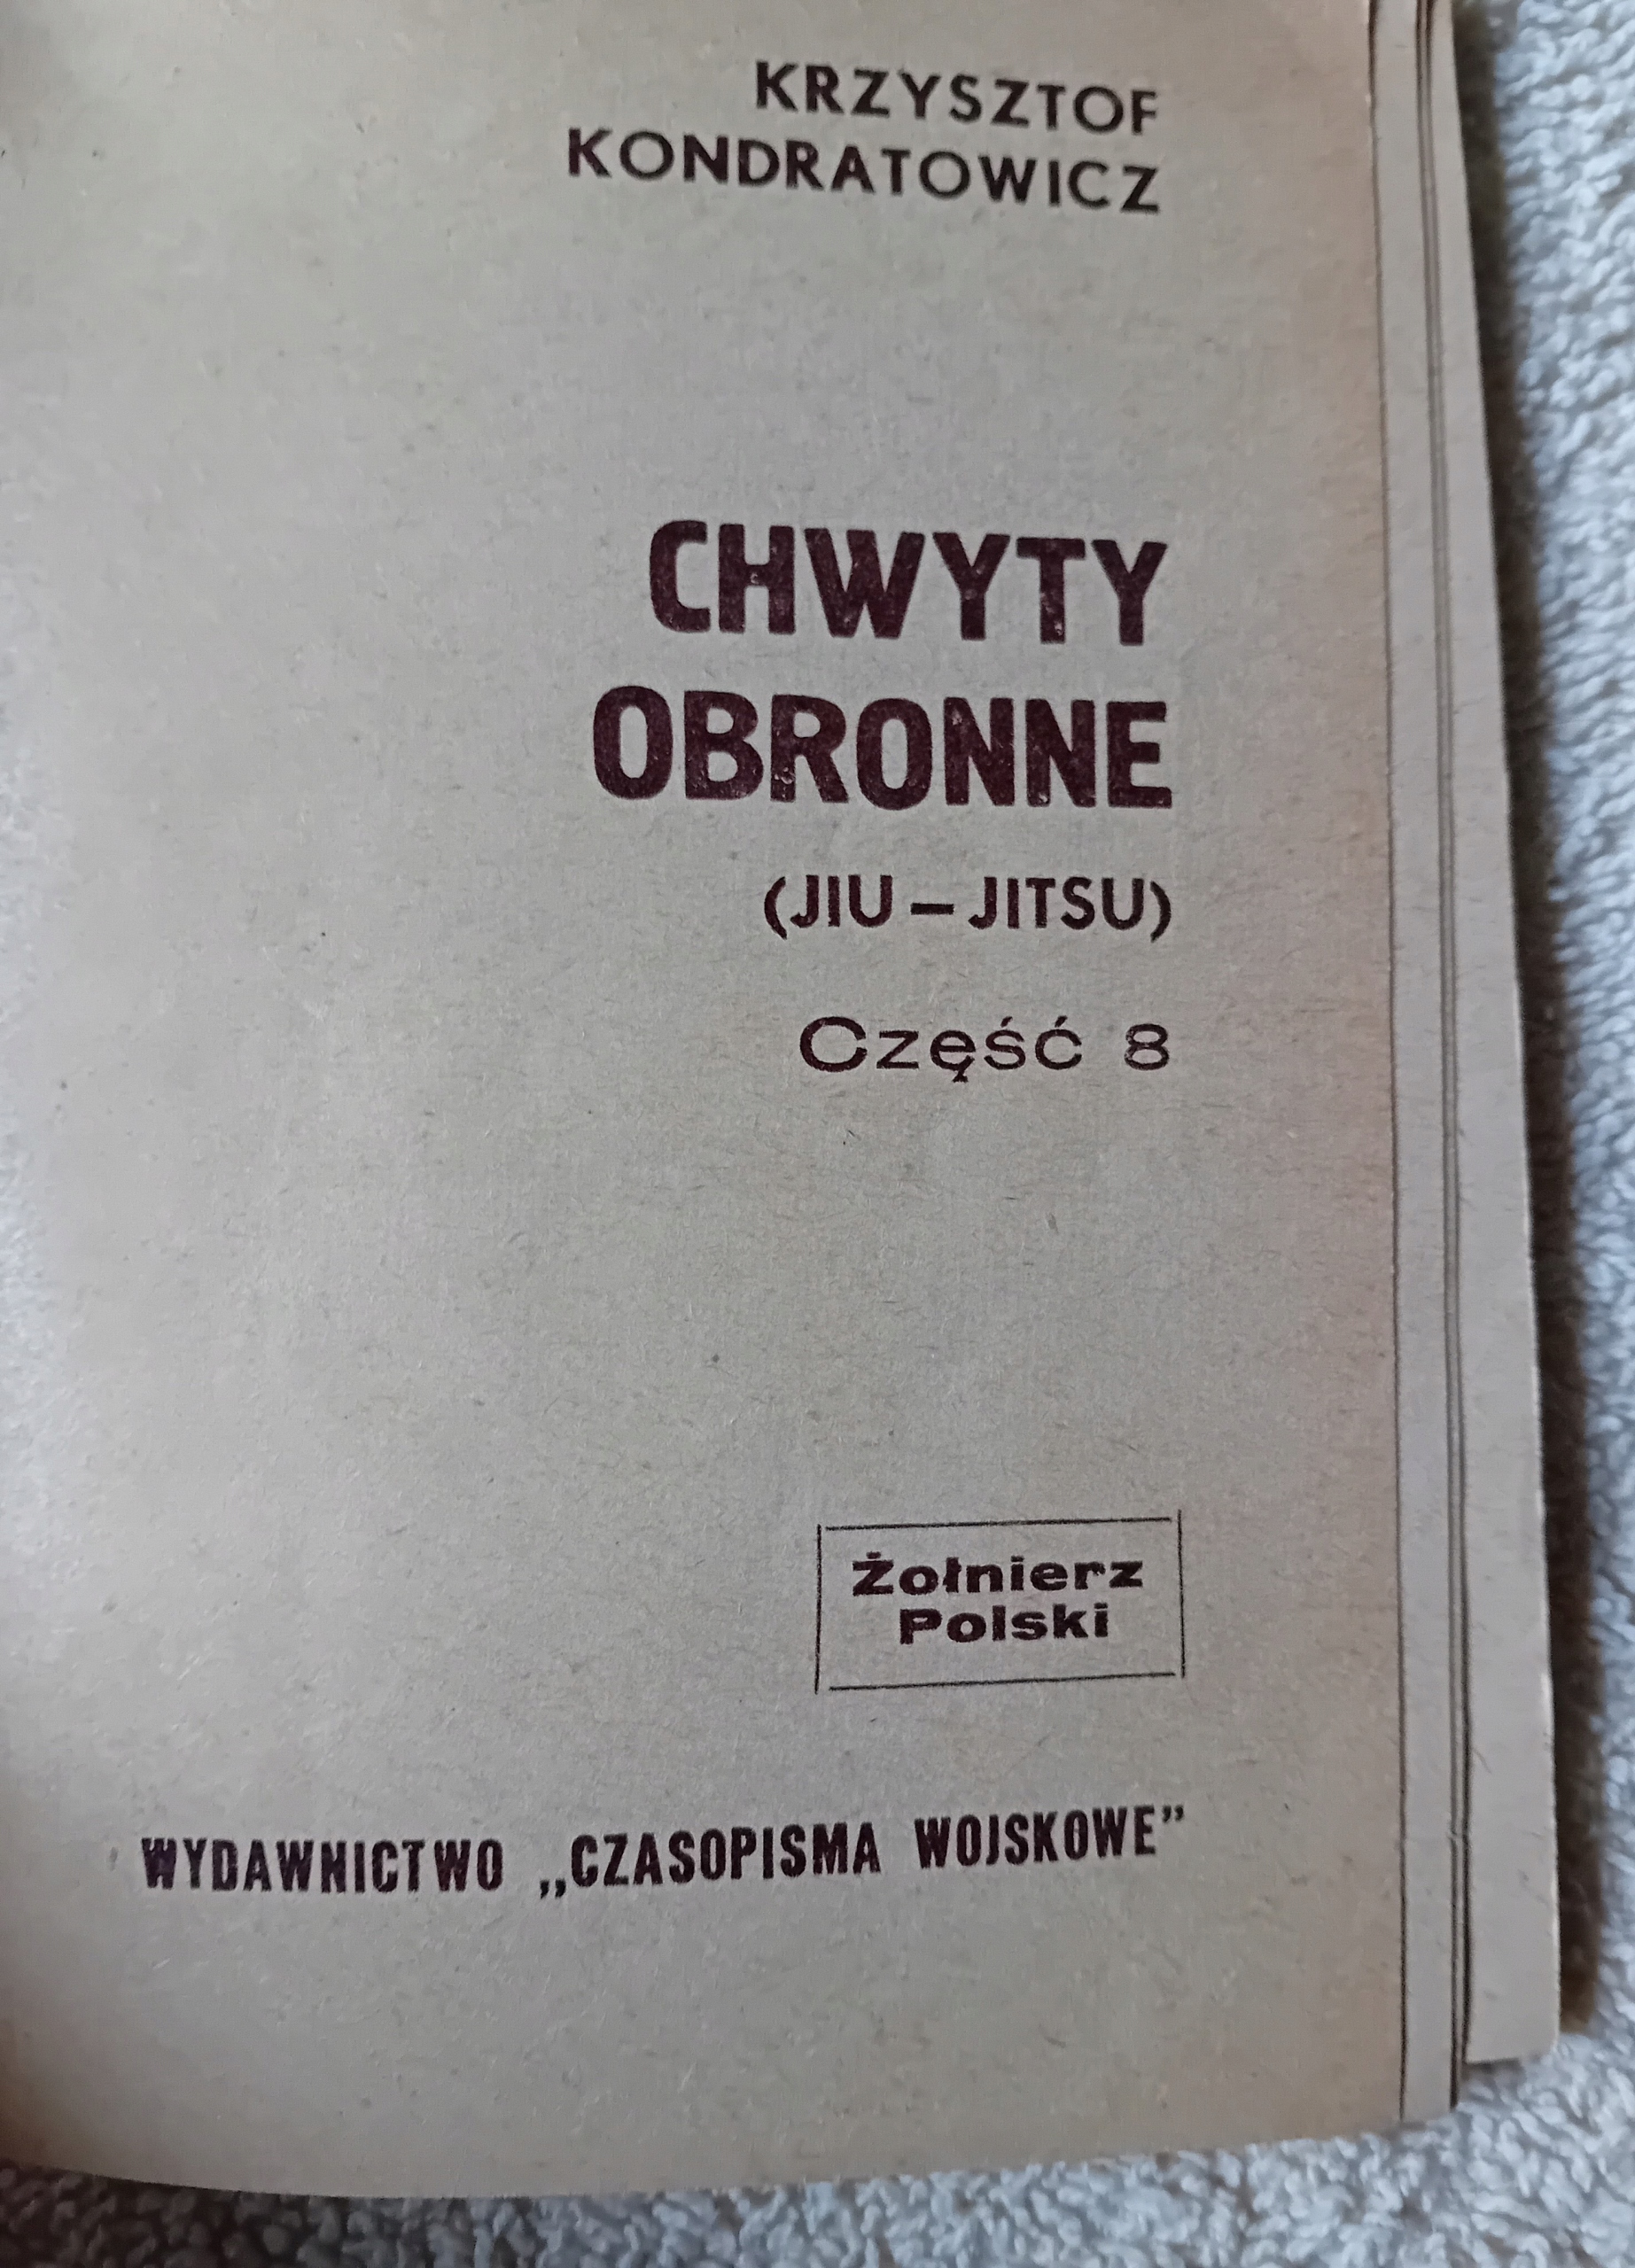 KRZYSZTOF
KONDRATOWICZ
CHWYTY
OBRONNE
(JIU – JITSU)
Część 8
Żołnierz
Polski
WYDAWNICTWO „CZASOPISMA WOJSKOWE”